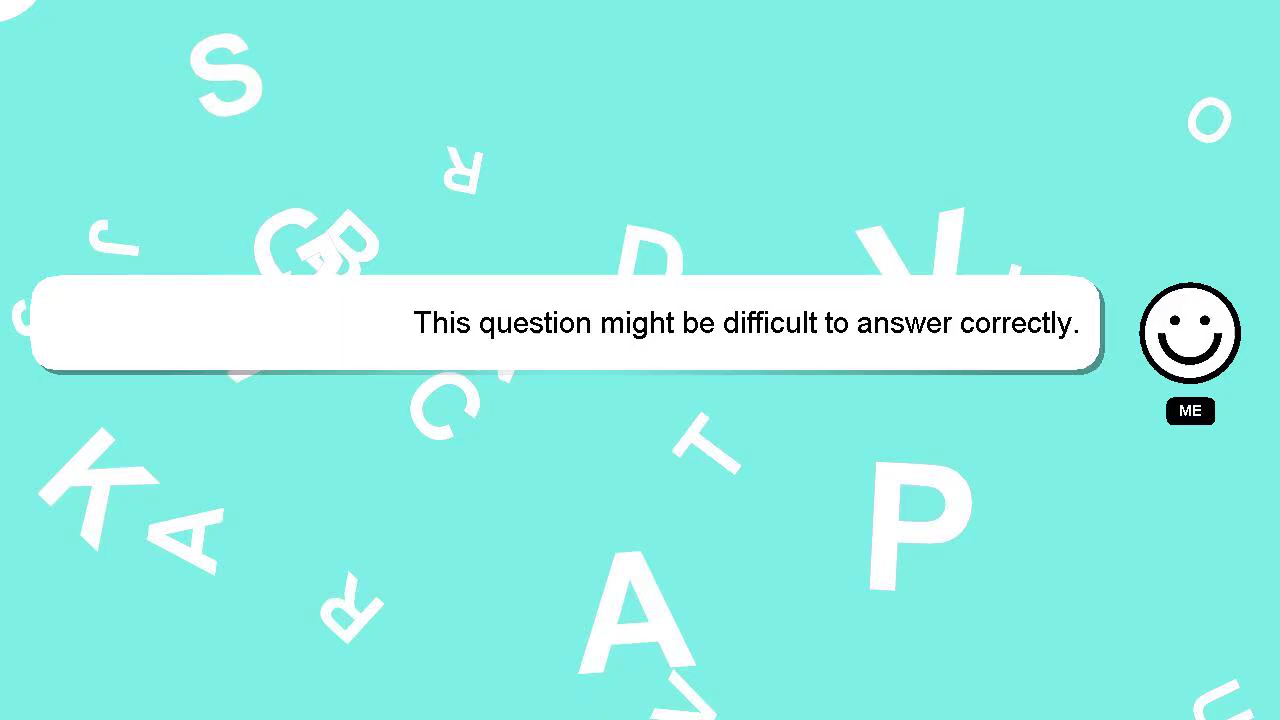 S
O
R
J
G
B
D
V
This question might be difficult to answer correctly.
ME
C
T
K
P
A
R
A
V
U